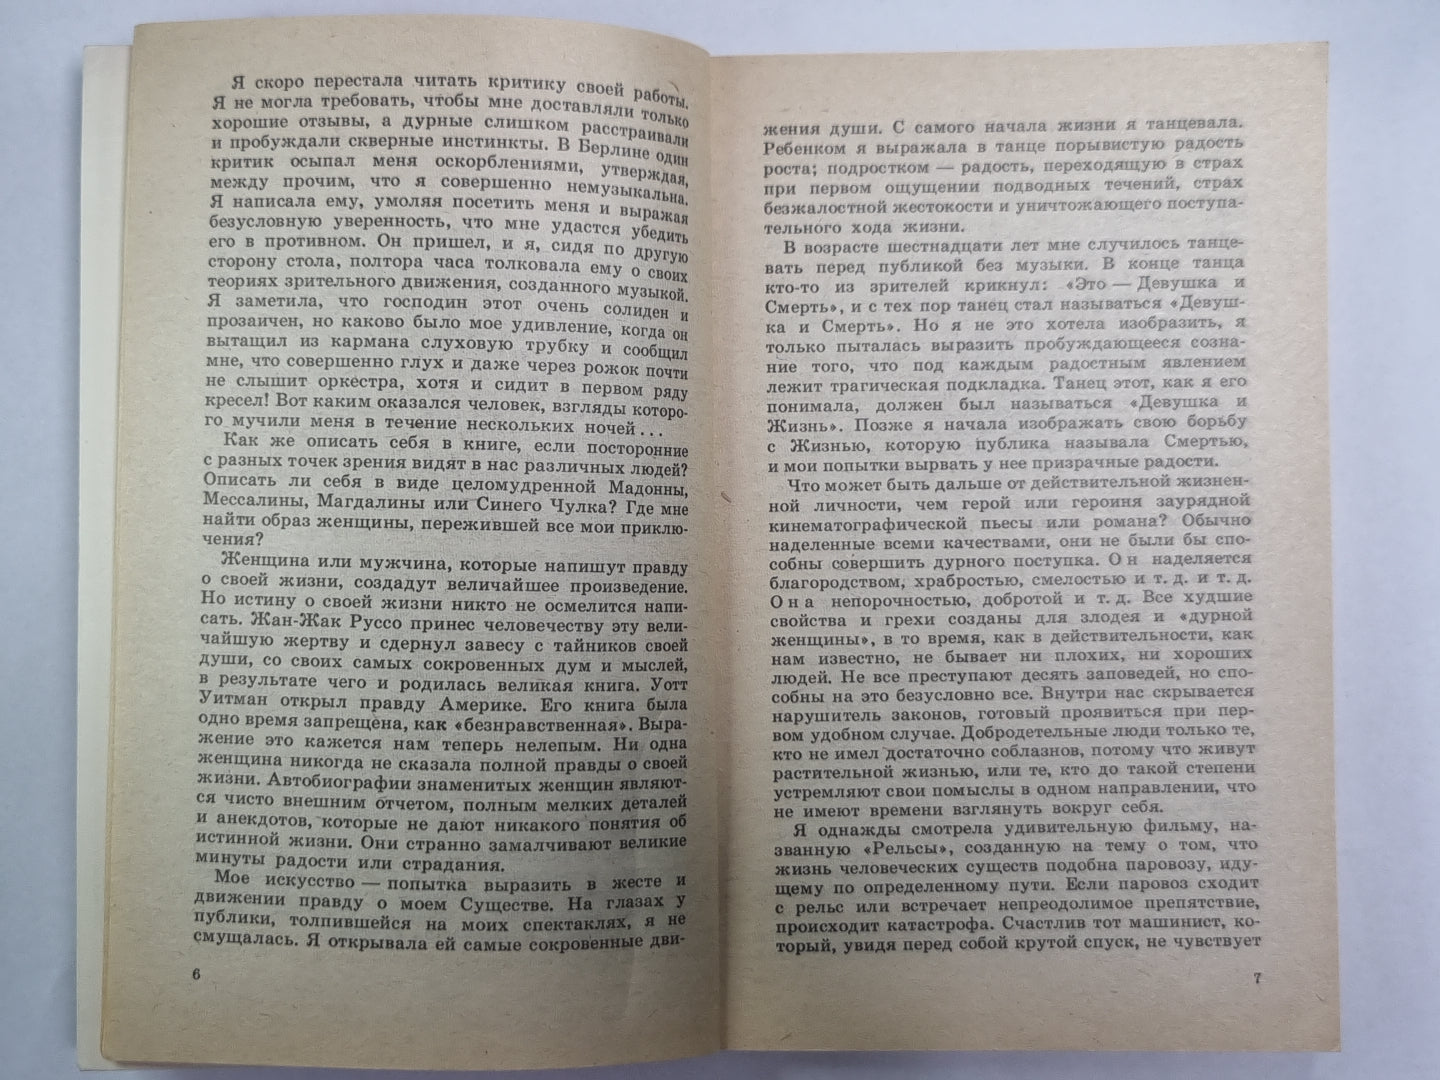 Я скоро перестала читать критику своей работы.
Я не могла требовать, чтобы мне доставляли только
хорошие отзывы, а дурные слишком расстраивали
и пробуждали скверные инстинкты. В Берлине один
критик осыпал меня оскорблениями, утверждая,
между прочим, что я совершенно немузыкальна.
Я написала ему, умоляя посетить меня и выражая
безусловную уверенность, что мне удастся убедить
его в противном. Он пришел, и я, сидя по другую
сторону стола, полтора часа толковала ему о своих
теориях зрительного движения, созданного музыкой.
Я заметила, что господин этот очень солиден и
прозаичен, но каково было мое удивление, когда он
вытащил из кармана слуховую трубку и сообщил
мне, что совершенно глух и даже через рожок почти
не слышит оркестра, хотя и сидит в первом ряду
кресел! Вот каким оказался человек, взгляды которо-
го мучили меня в течение нескольких ночей...
Как же описать себя в книге, если посторонние
с разных точек зрения видят в нас различных людей?
Описать ли себя в виде целомудренной Мадонны,
Мессалины, Магдалины или Синего Чулка? Где мне
найти образ женщины, пережившей все мои приклю-
чения?
Женщина или мужчина, которые напишут правду
о своей жизни, создадут величайшее произведение.
Но истину о своей жизни никто не осмелится напи-
сать. Жан-Жак Руссо принес человечеству эту вели-
чайшую жертву и сдернул завесу с тайников своей
души, со своих самых сокровенных дум и мыслей,
в результате чего и родилась великая книга. Уотт
Уитман открыл правду Америке. Его книга была
одно время запрещена, как «безнравственная». Выра-
жение это кажется нам теперь нелепым. Ни одна
женщина никогда не сказала полной правды о своей
жизни. Автобиографии знаменитых женщин являют-
ся чисто внешним отчетом, полным мелких деталей
и анекдотов, которые не дают никакого понятия об
истинной жизни. Они странно замалчивают великие
минуты радости или страдания.
Мое искусство — попытка выразить в жесте и
движении правду о моем Существе. На глазах у
публики, толпившейся на моих спектаклях, я не
смущалась. Я открывала ей самые сокровенные дви-
6
жения души. С самого начала жизни я танцевала.
Ребенком я выражала в танце порывистую радость
роста; подростком — радость, переходящую в страх
при первом ощущении подводных течений, страх
безжалостной жестокости и уничтожающего поступа-
тельного хода жизни.
В возрасте шестнадцати лет мне случилось танце-
вать перед публикой без музыки. В конце танца
кто-то из зрителей крикнул: «Это — Девушка и
Смерть», и с тех пор танец стал называться «Девуш-
ка и Смерть». Но я не это хотела изобразить, я
только пыталась выразить пробуждающееся созна-
ние того, что под каждым радостным явлением
лежит трагическая подкладка. Танец этот, как я его
понимала, должен был называться «Девушка и
Жизнь». Позже я начала изображать свою борьбу
с Жизнью, которую публика называла Смертью,
и мои попытки вырвать у нее призрачные радости.
Что может быть дальше от действительной жизнен-
ной личности, чем герой или героиня заурядной
кинематографической пьесы или романа? Обычно
наделенные всеми качествами, они не были бы спо-
собны совершить дурного поступка. Он наделяется
благородством, храбростью, смелостью и т. д. и т. д.
Она непорочностью, добротой и т. д. Все худшие
свойства и грехи созданы для злодея и «дурной
женщины», в то время, как в действительности, как
нам известно, не бывает ни плохих, ни хороших
людей. Не все преступают десять заповедей, но спо-
собны на это безусловно все. Внутри нас скрывается
нарушитель законов, готовый проявиться при пер-
вом удобном случае. Добродетельные люди только те,
кто не имел достаточно соблазнов, потому что живут
растительной жизнью, или те, кто до такой степени
устремляют свои помыслы в одном направлении, что
не имеют времени взглянуть вокруг себя.
Я однажды смотрела удивительную фильму, на-
званную «Рельсы», созданную на тему о том, что
жизнь человеческих существ подобна паровозу, иду-
щему по определенному пути. Если паровоз сходит
с рельс или встречает непреодолимое препятствие,
происходит катастрофа. Счастлив тот машинист, ко-
торый, увидя перед собой крутой спуск, не чувствует
7